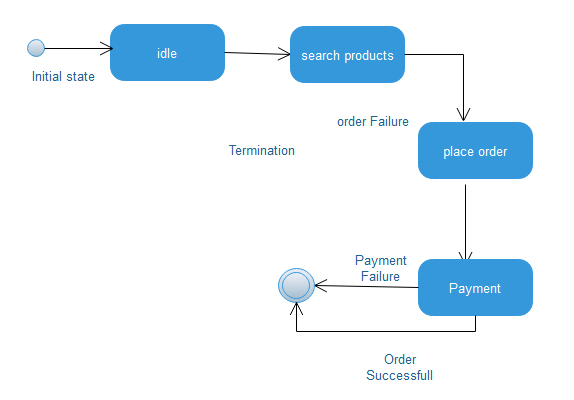 idle
search products
Initial state
order Failure
Termination
place order
Payment
Failure
Payment
Order
Successfull